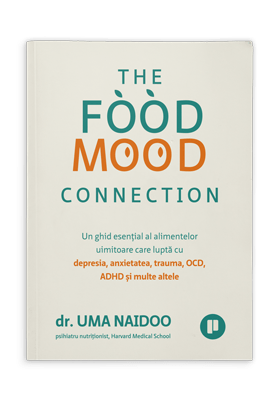 THE
FÒÒD
MOOD
CONNECTION
Un ghid esențial al alimentelor
uimitoare care luptă cu
depresia, anxietatea, trauma, OCD,
ADHD și multe altele
dr. UMA NAIDOO
psihiatru nutriționist, Harvard Medical School
p